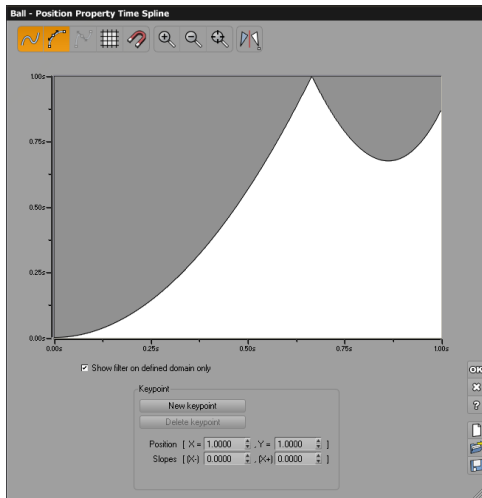 Ball - Position Property Time Spline
1.00s
0.75s
0.50s
0.25s
0.00s
0.00s 0.25s 0.50s 0.75s 1.00s
Show filter on defined domain only
OK
?
Keypoint
New keypoint
Delete keypoint
Position [ X = 1.0000 , Y = 1.0000 ]
Slopes [ (X-) 0.0000 , (X+) 0.0000 ]